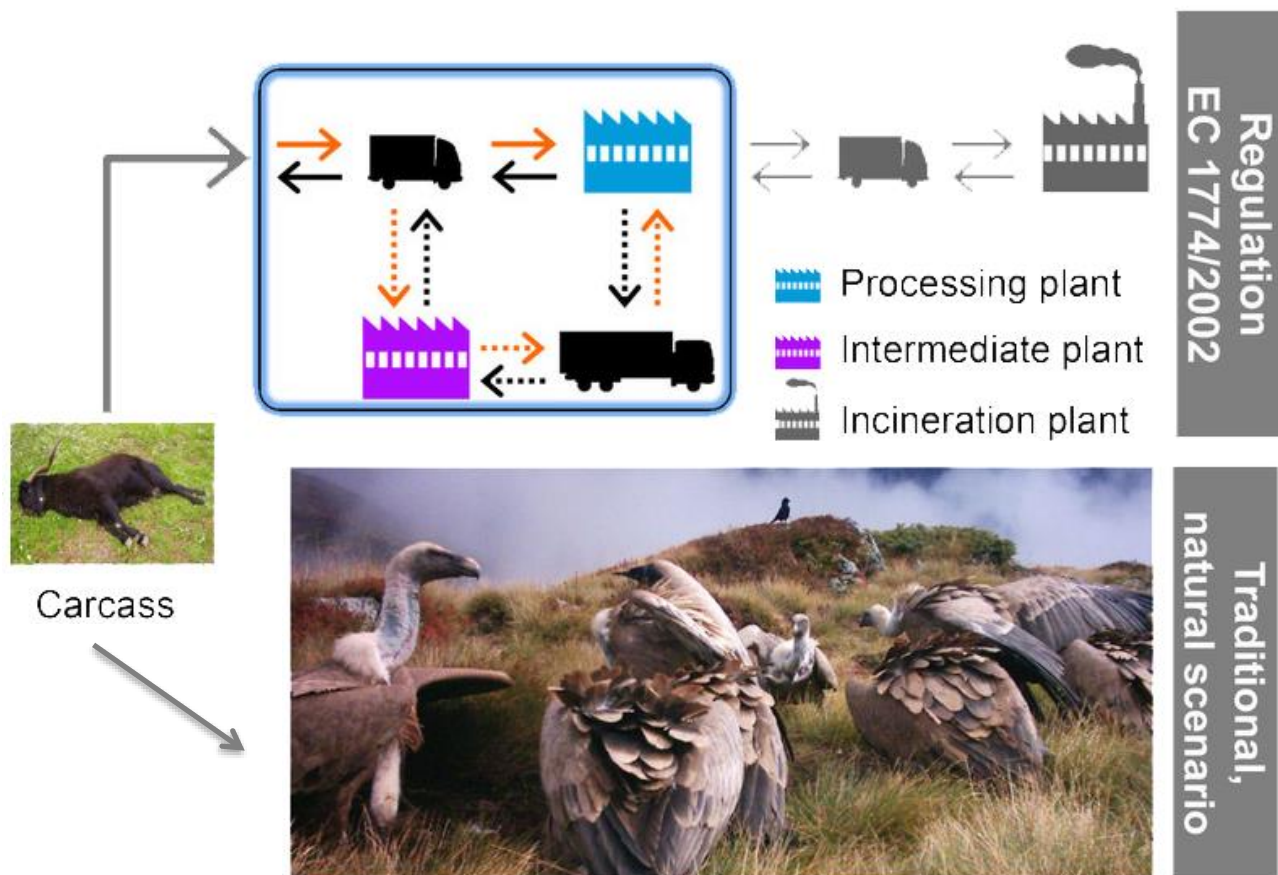 Regulation
EC 1774/2002
Processing plant
Intermediate plant
Incineration plant
Carcass
Traditional,
natural scenario